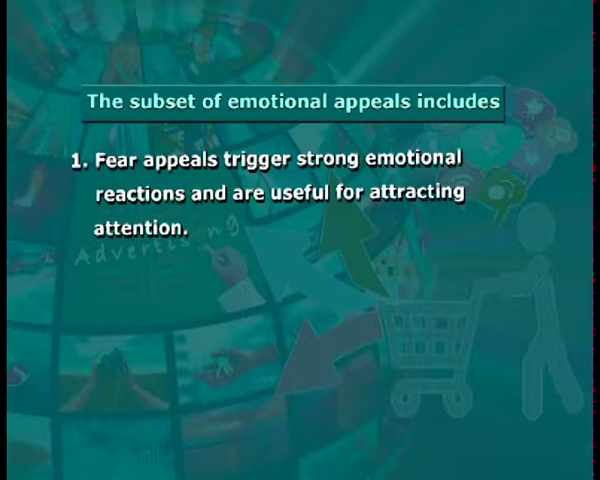 The subset of emotional appeals includes
1. Fear appeals trigger strong emotional
reactions and are useful for attracting
attention.
Advertising